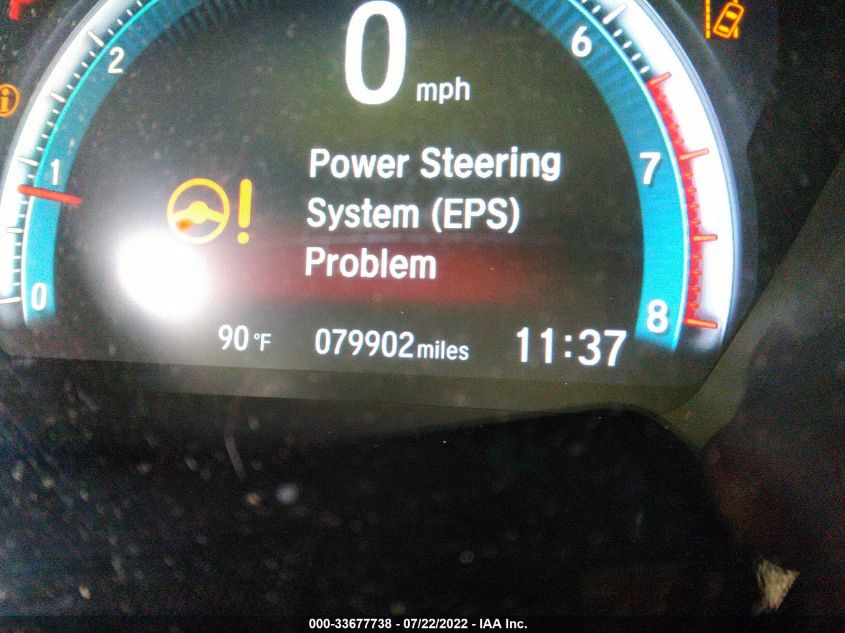 2
6
0 mph
1
7
Power Steering
System (EPS)
Problem
0
8
90 °F 079902 miles 11:37
000-33677738 - 07/22/2022 - IAA Inc.